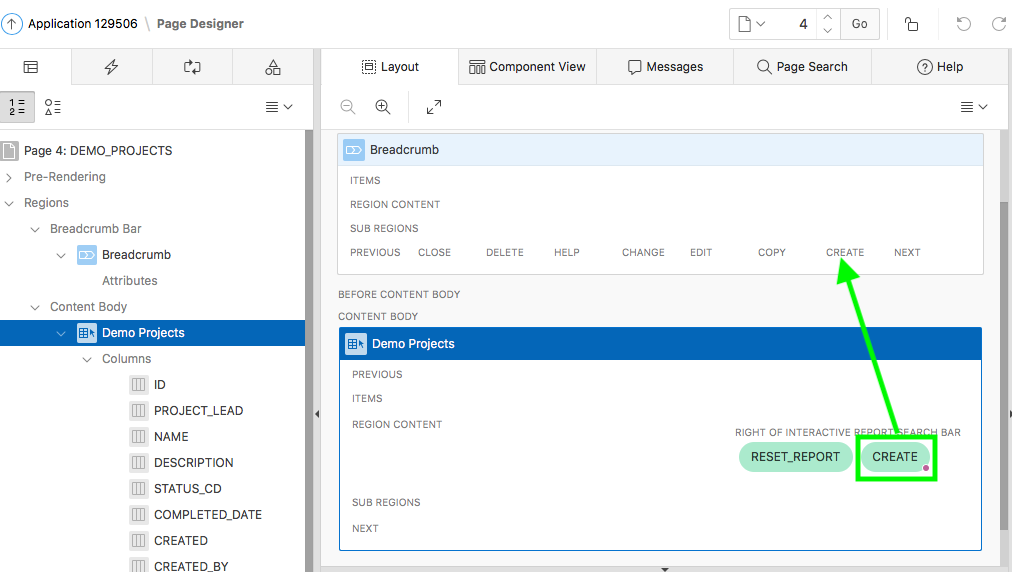 Application 129506 \ Page Designer
4
Go
Layout
Component View
Messages
Page Search
Help
Page 4: DEMO_PROJECTS
Pre-Rendering
Regions
Breadcrumb Bar
Breadcrumb
Attributes
Content Body
Demo Projects
Columns
ID
PROJECT_LEAD
NAME
DESCRIPTION
STATUS_CD
COMPLETED_DATE
CREATED
CREATED_BY
Breadcrumb
ITEMS
REGION CONTENT
SUB REGIONS
PREVIOUS CLOSE DELETE HELP CHANGE EDIT COPY CREATE NEXT
BEFORE CONTENT BODY
CONTENT BODY
Demo Projects
PREVIOUS
ITEMS
REGION CONTENT
RIGHT OF INTERACTIVE REPORT SEARCH BAR
RESET_REPORT CREATE
SUB REGIONS
NEXT